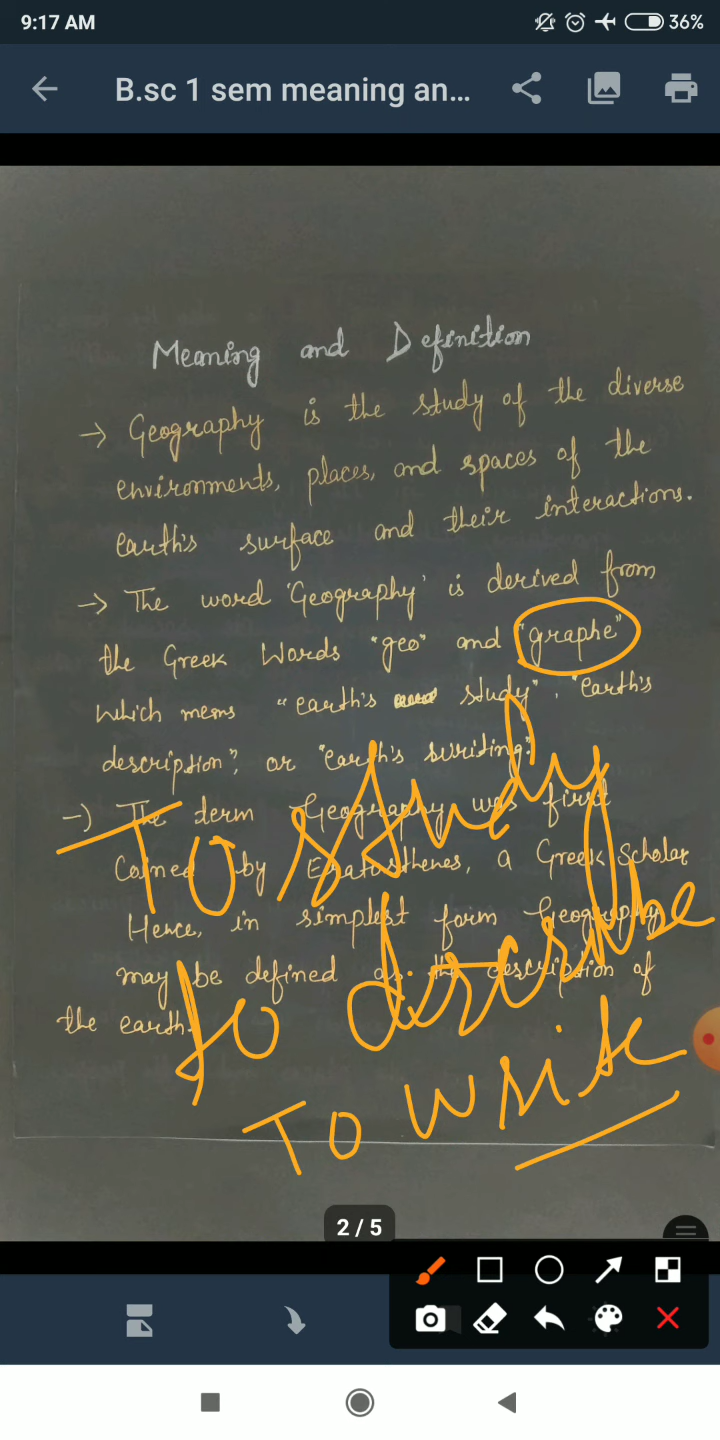 9:17 AM
36%
B.sc 1 sem meaning an...
Meaning and Definition
→ Geography is the study of the diverse
environments, places, and spaces of the
earth's surface and their interactions.
→ The word 'Geography' is derived from
the Greek Words "geo" and "graphe"
which mens "earth's study", "earth's
description", or "earth's writing".
→ The derm Geography was first
Coined by Eratosthenes, a Greek Scholar
Hence, in simplest form Geography
may be defined as the description of
the earth.
TO study
to describe
TO write
2 / 5